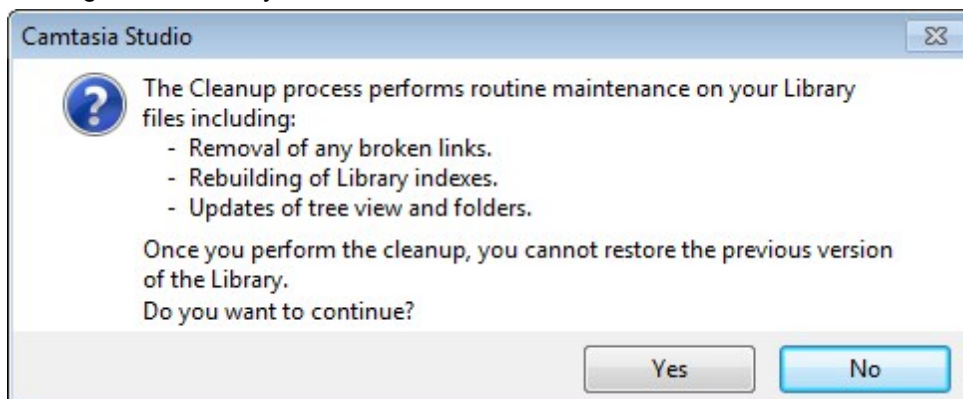 Camtasia Studio
The Cleanup process performs routine maintenance on your Library
files including:
- Removal of any broken links.
- Rebuilding of Library indexes.
- Updates of tree view and folders.
Once you perform the cleanup, you cannot restore the previous version
of the Library.
Do you want to continue?
Yes No